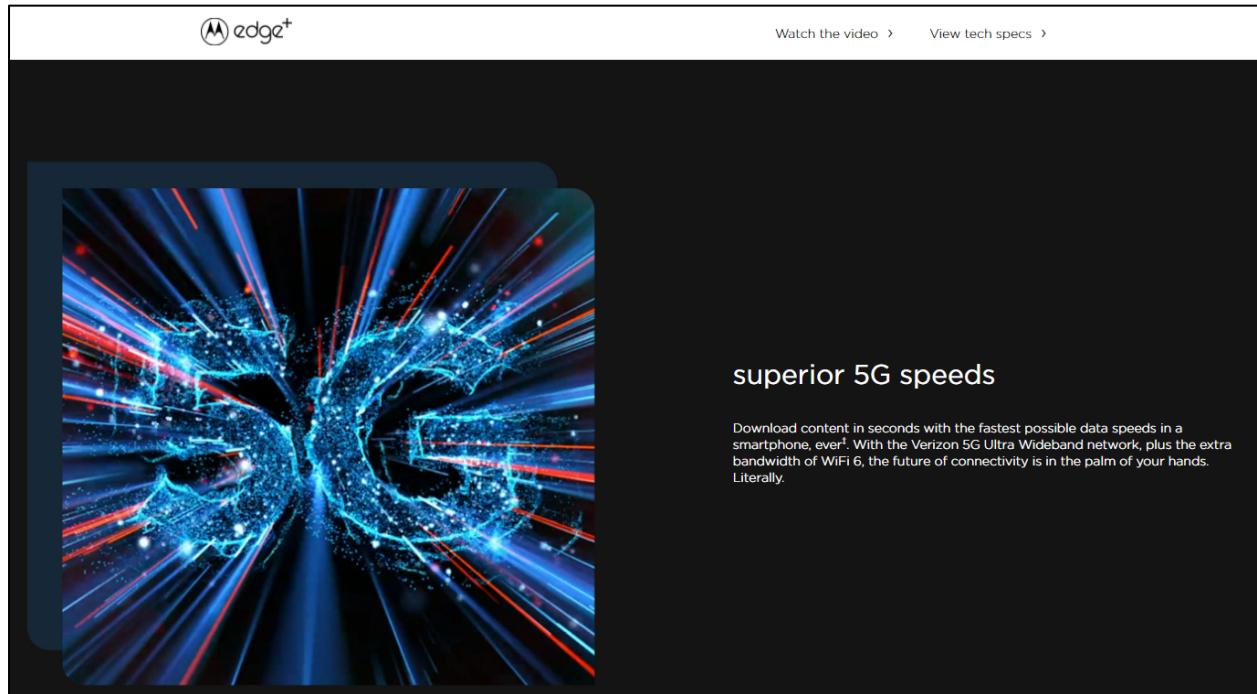 edge+
Watch the video ›
View tech specs ›
5G
superior 5G speeds
Download content in seconds with the fastest possible data speeds in a
smartphone, ever‡. With the Verizon 5G Ultra Wideband network, plus the extra
bandwidth of WiFi 6, the future of connectivity is in the palm of your hands.
Literally.